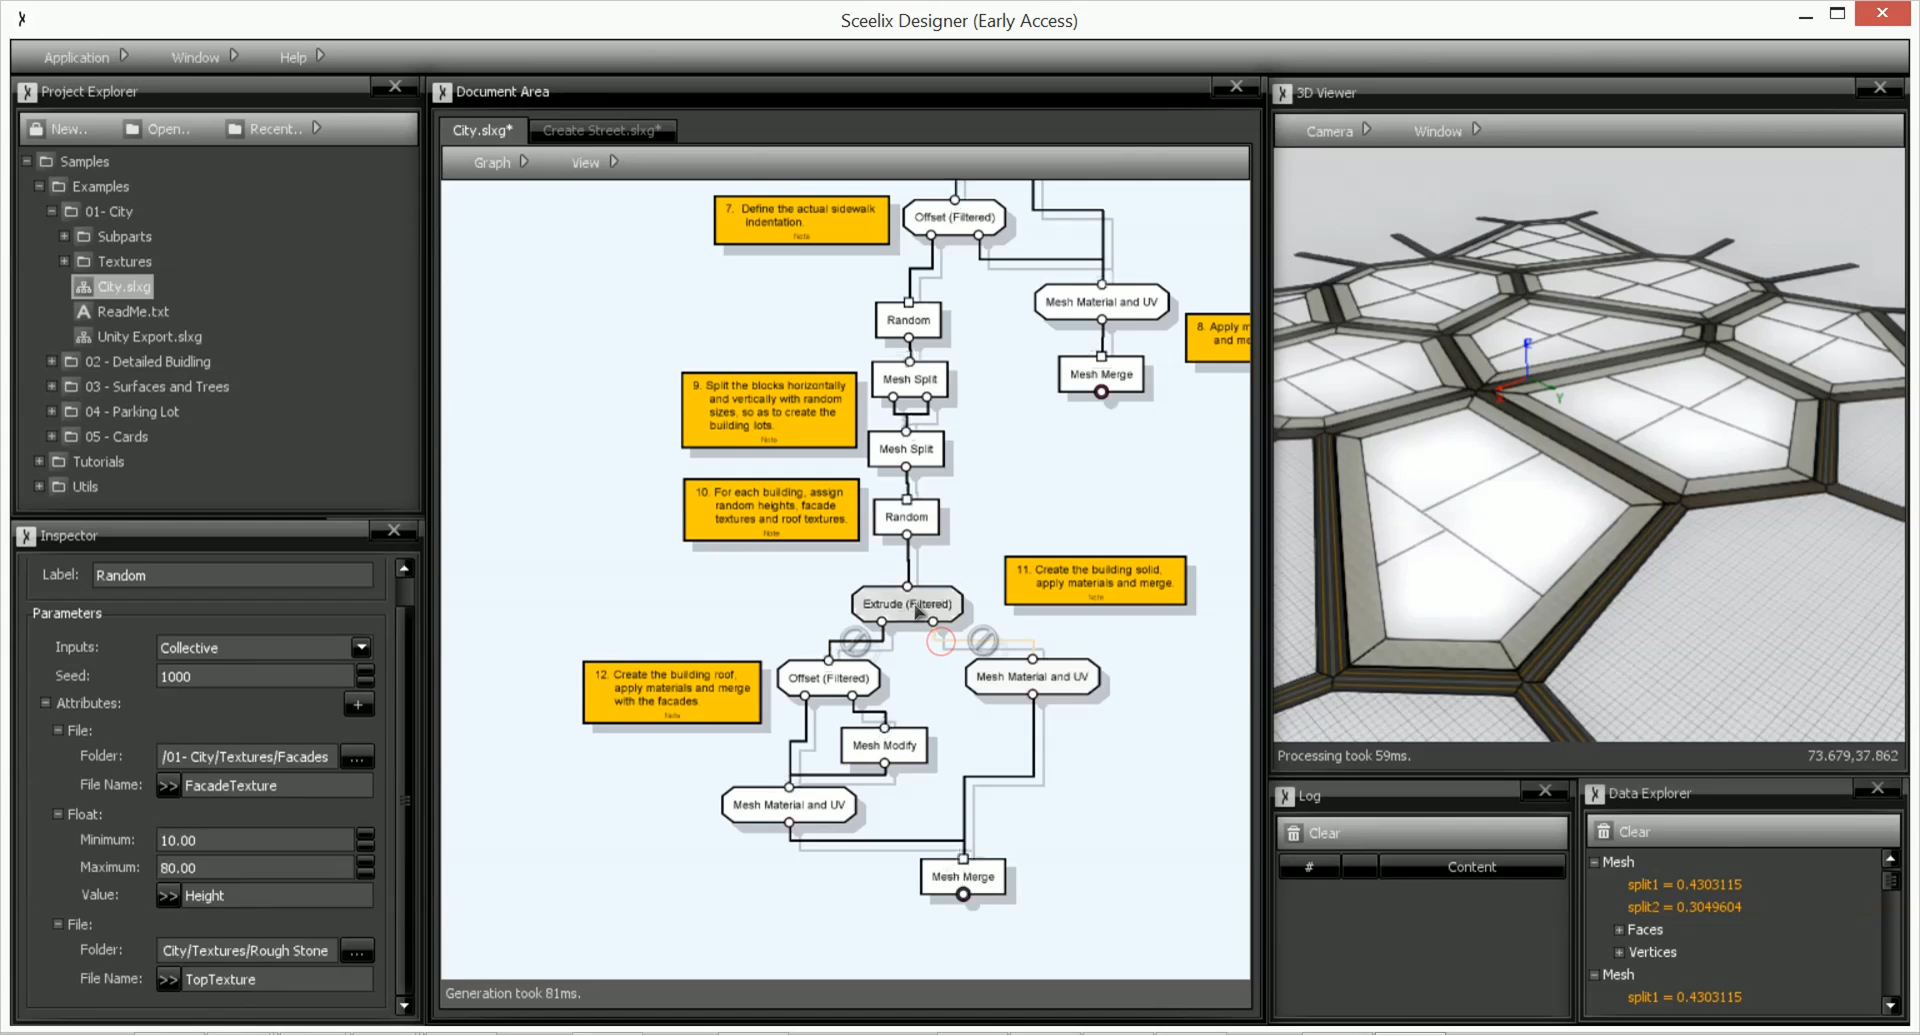 Sceelix Designer (Early Access)
Application
Window
Help
Project Explorer
New..
Open..
Recent..
Samples
Examples
01- City
Subparts
Textures
City.slxg
ReadMe.txt
Unity Export.slxg
02 - Detailed Buidling
03 - Surfaces and Trees
04 - Parking Lot
05 - Cards
Tutorials
Utils
Inspector
Label: Random
Parameters
Inputs: Collective
Seed: 1000
Attributes: +
File:
Folder: /01- City/Textures/Facades ...
File Name: >> FacadeTexture
Float:
Minimum: 10.00
Maximum: 80.00
Value: >> Height
File:
Folder: City/Textures/Rough Stone ...
File Name: >> TopTexture
Document Area
City.slxg*
Create Street.slxg*
Graph
View
7. Define the actual sidewalk
indentation.
Note
Offset (Filtered)
Random
Mesh Material and UV
8. Apply m
and me
Mesh Merge
Mesh Split
9. Split the blocks horizontally
and vertically with random
sizes, so as to create the
building lots.
Note
Mesh Split
10. For each building, assign
random heights, facade
textures and roof textures.
Note
Random
11. Create the building solid,
apply materials and merge.
Note
Extrude (Filtered)
12. Create the building roof,
apply materials and merge
with the facades
Note
Offset (Filtered)
Mesh Material and UV
Mesh Modify
Mesh Material and UV
Mesh Merge
Generation took 81ms.
3D Viewer
Camera
Window
Z
X
Y
Processing took 59ms.
73.679,37.862
Log
Clear
#
Content
Data Explorer
Clear
Mesh
split1 = 0.4303115
split2 = 0.3049604
Faces
Vertices
Mesh
split1 = 0.4303115